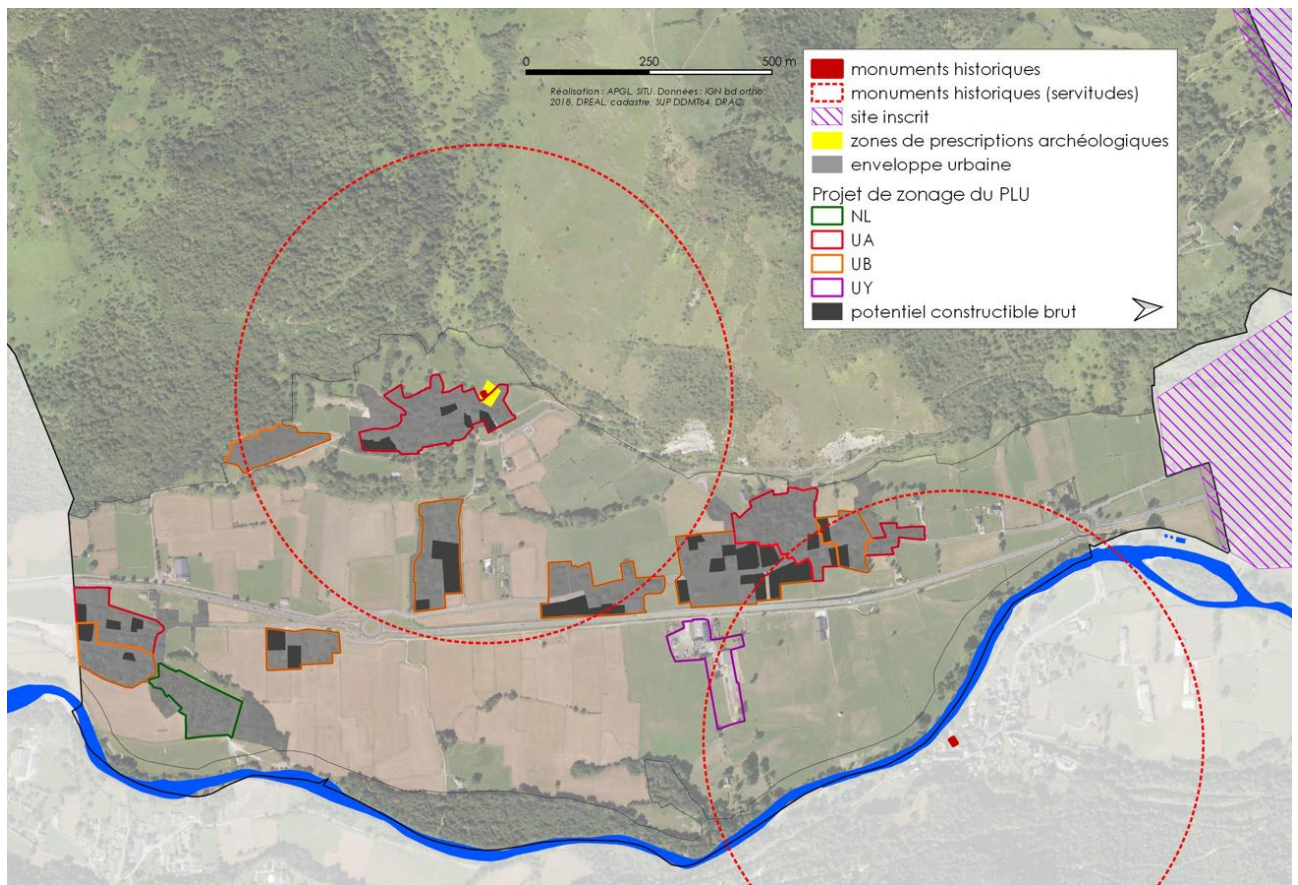 0 250 500 m
Réalisation : APGL, SITU. Données : IGN bd ortho
2018, DREAL, cadastre, SUP DDMT64, DRAC.
monuments historiques
monuments historiques (servitudes)
site inscrit
zones de prescriptions archéologiques
enveloppe urbaine
Projet de zonage du PLU
NL
UA
UB
UY
potentiel constructible brut